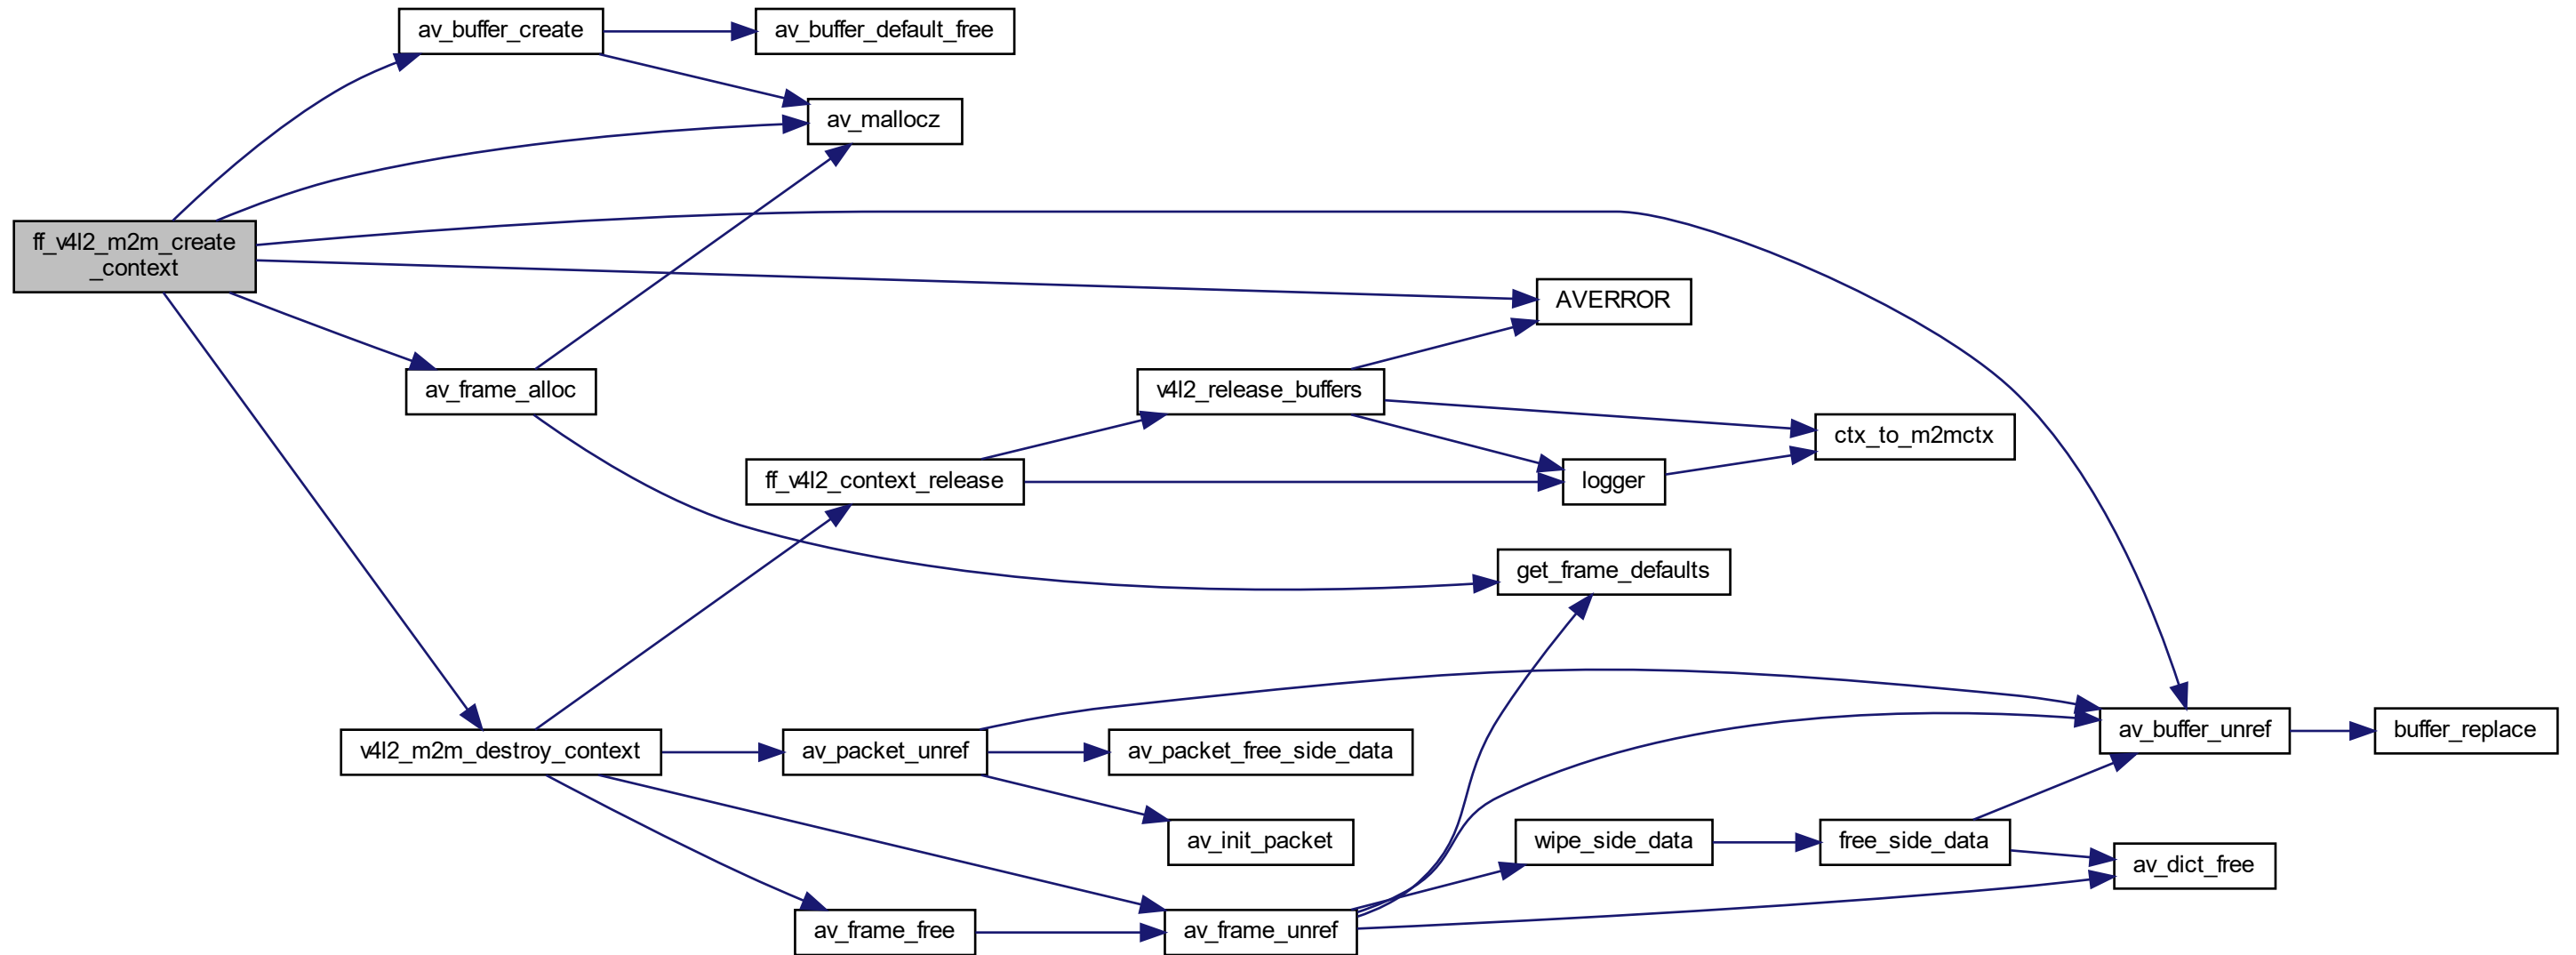 av_buffer_create
av_buffer_default_free
av_mallocz
ff_v4l2_m2m_create
_context
AVERROR
av_frame_alloc
v4l2_release_buffers
ctx_to_m2mctx
ff_v4l2_context_release
logger
get_frame_defaults
v4l2_m2m_destroy_context
av_packet_unref
av_packet_free_side_data
av_buffer_unref
buffer_replace
av_init_packet
wipe_side_data
free_side_data
av_dict_free
av_frame_free
av_frame_unref